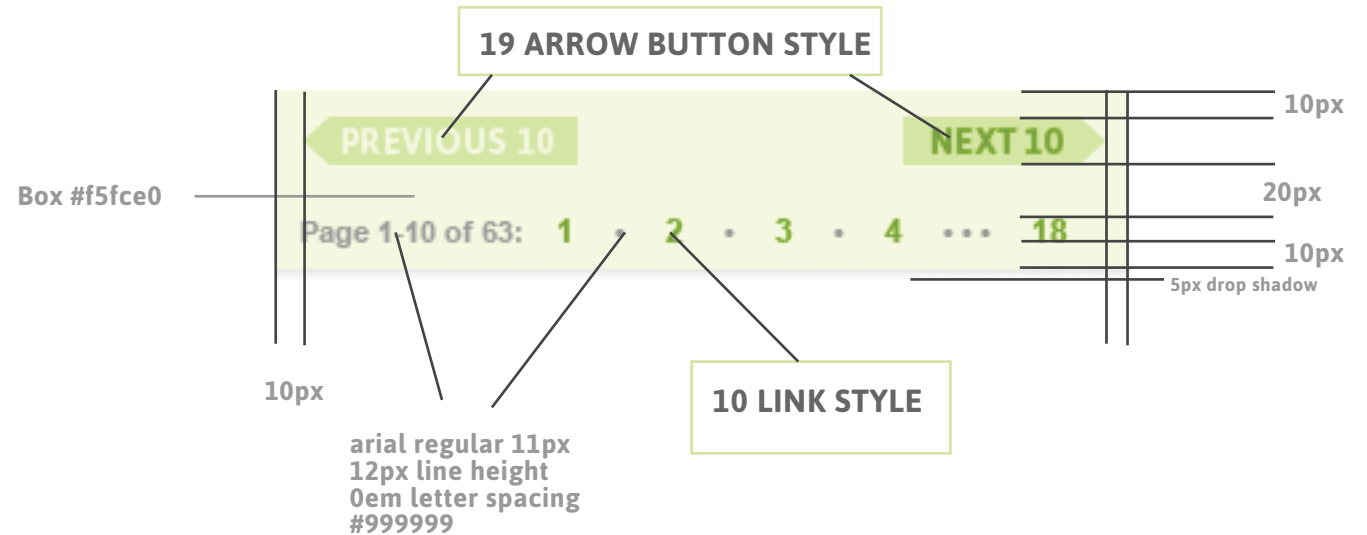 19 ARROW BUTTON STYLE
10px
PREVIOUS 10
NEXT 10
Box #f5fce0
20px
Page 1-10 of 63: 1 • 2 • 3 • 4 ••• 18
10px
5px drop shadow
10px
10 LINK STYLE
arial regular 11px
12px line height
0em letter spacing
#999999